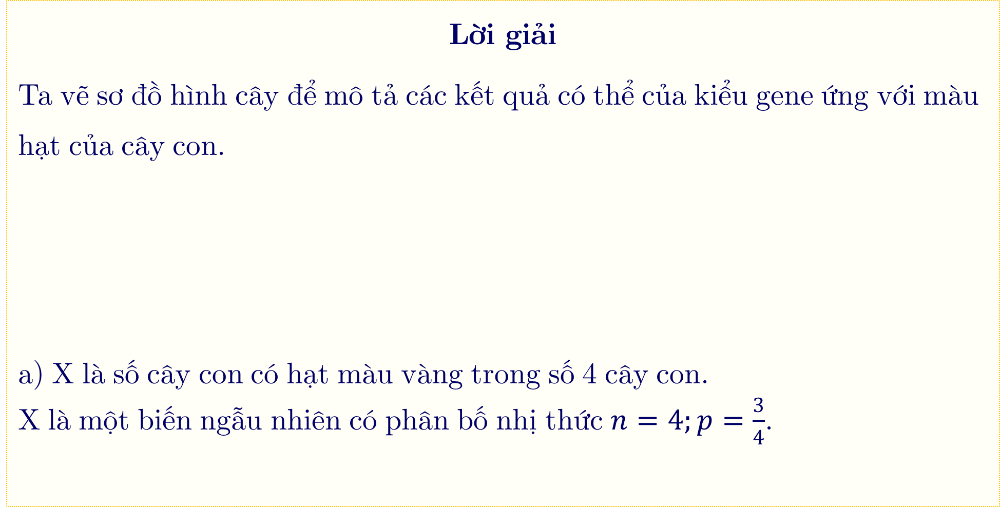 Lời giải
Ta vẽ sơ đồ hình cây để mô tả các kết quả có thể của kiểu gene ứng với màu
hạt của cây con.
a) X là số cây con có hạt màu vàng trong số 4 cây con.
X là một biến ngẫu nhiên có phân bố nhị thức n = 4; p = 3/4.